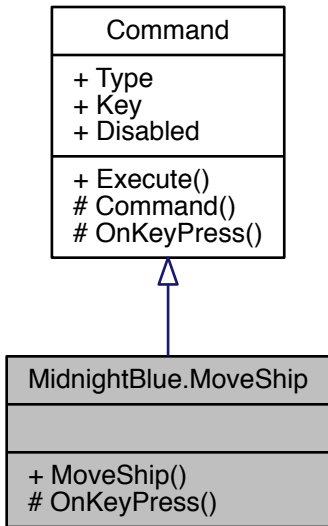 Command
+ Type
+ Key
+ Disabled
+ Execute()
# Command()
# OnKeyPress()
MidnightBlue.MoveShip
+ MoveShip()
# OnKeyPress()